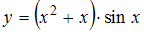 y = (x² + x)· sin x